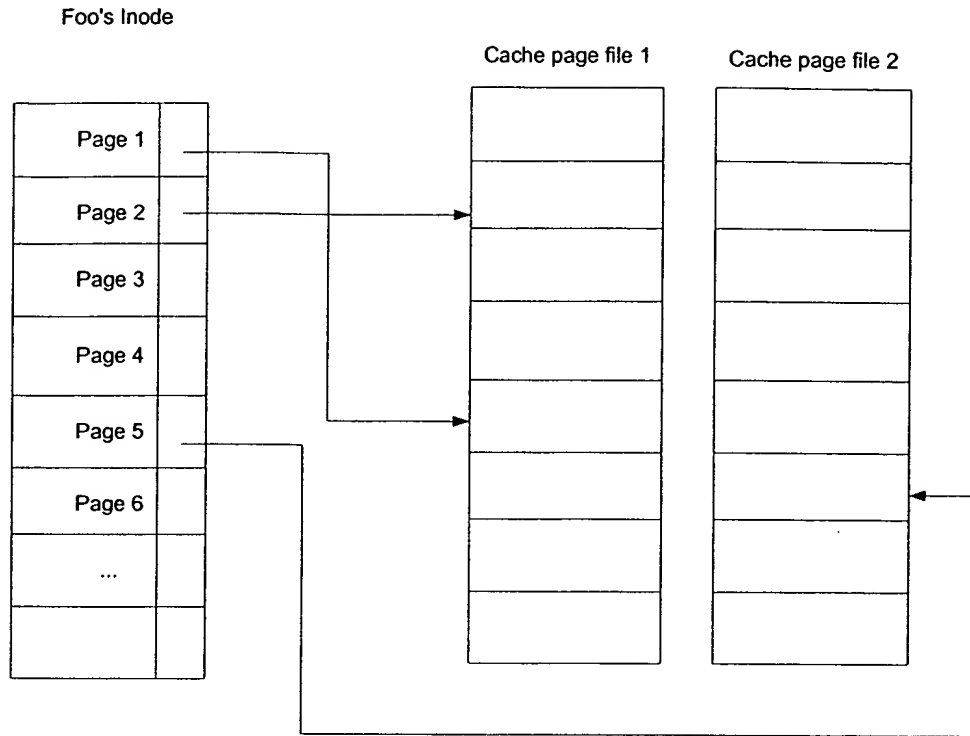 Foo's Inode
Cache page file 1
Cache page file 2
Page 1
Page 2
Page 3
Page 4
Page 5
Page 6
...